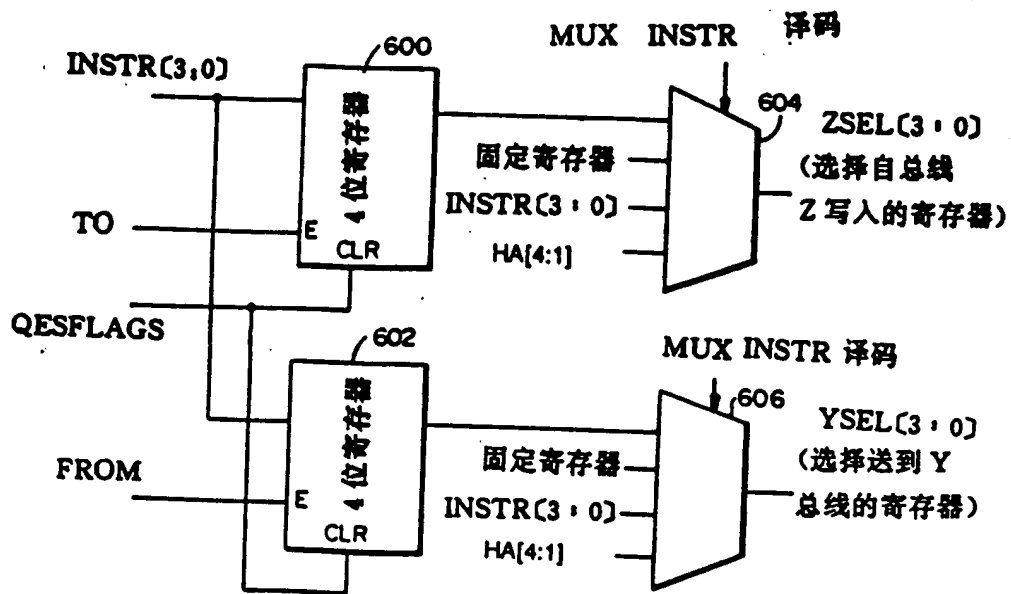 MUX INSTR 译码
INSTR[3:0]
600
4位寄存器
E
CLR
TO
QESFLAGS
604
固定寄存器
INSTR[3:0]
HA[4:1]
ZSEL[3:0]
(选择自总线
Z写入的寄存器)
602
4位寄存器
E
CLR
FROM
MUX INSTR 译码
606
固定寄存器
INSTR[3:0]
HA[4:1]
YSEL[3:0]
(选择送到Y
总线的寄存器)